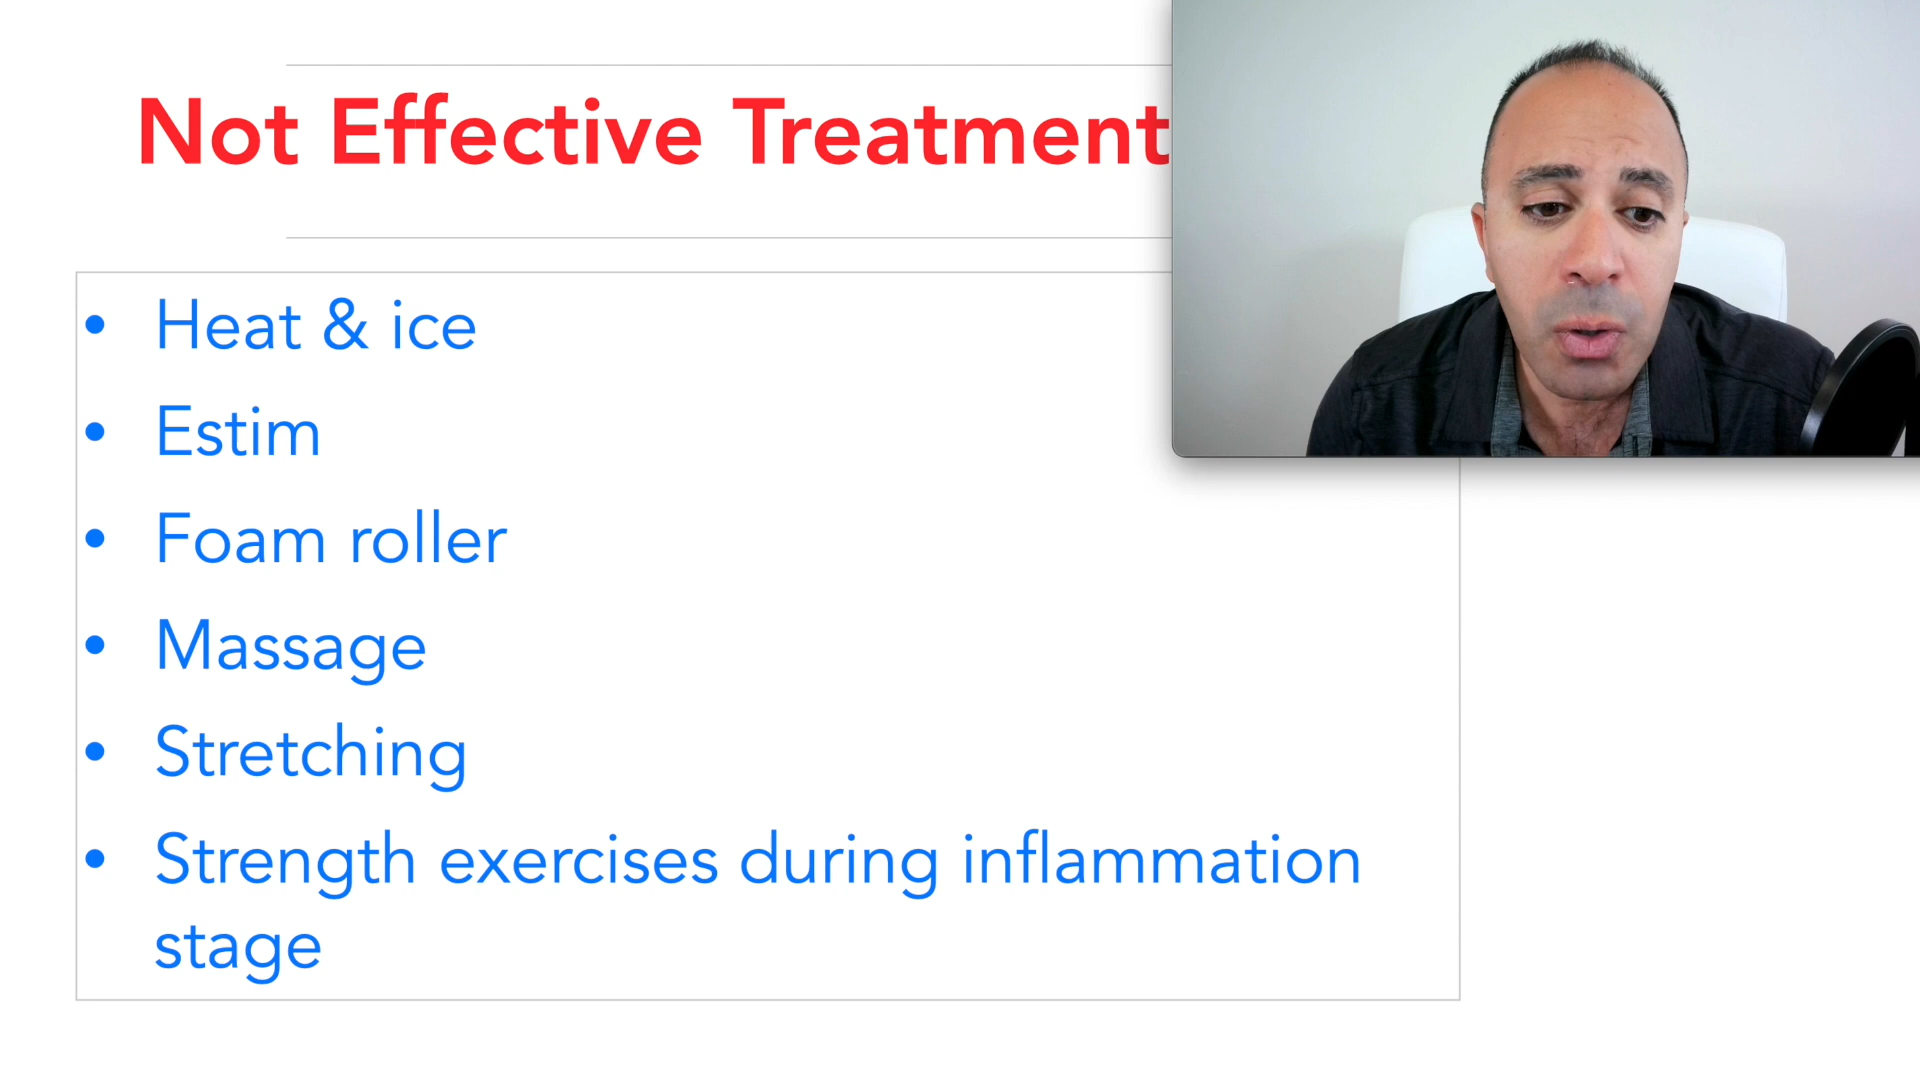 Not Effective Treatment
• Heat & ice
• Estim
• Foam roller
• Massage
• Stretching
• Strength exercises during inflammation
stage